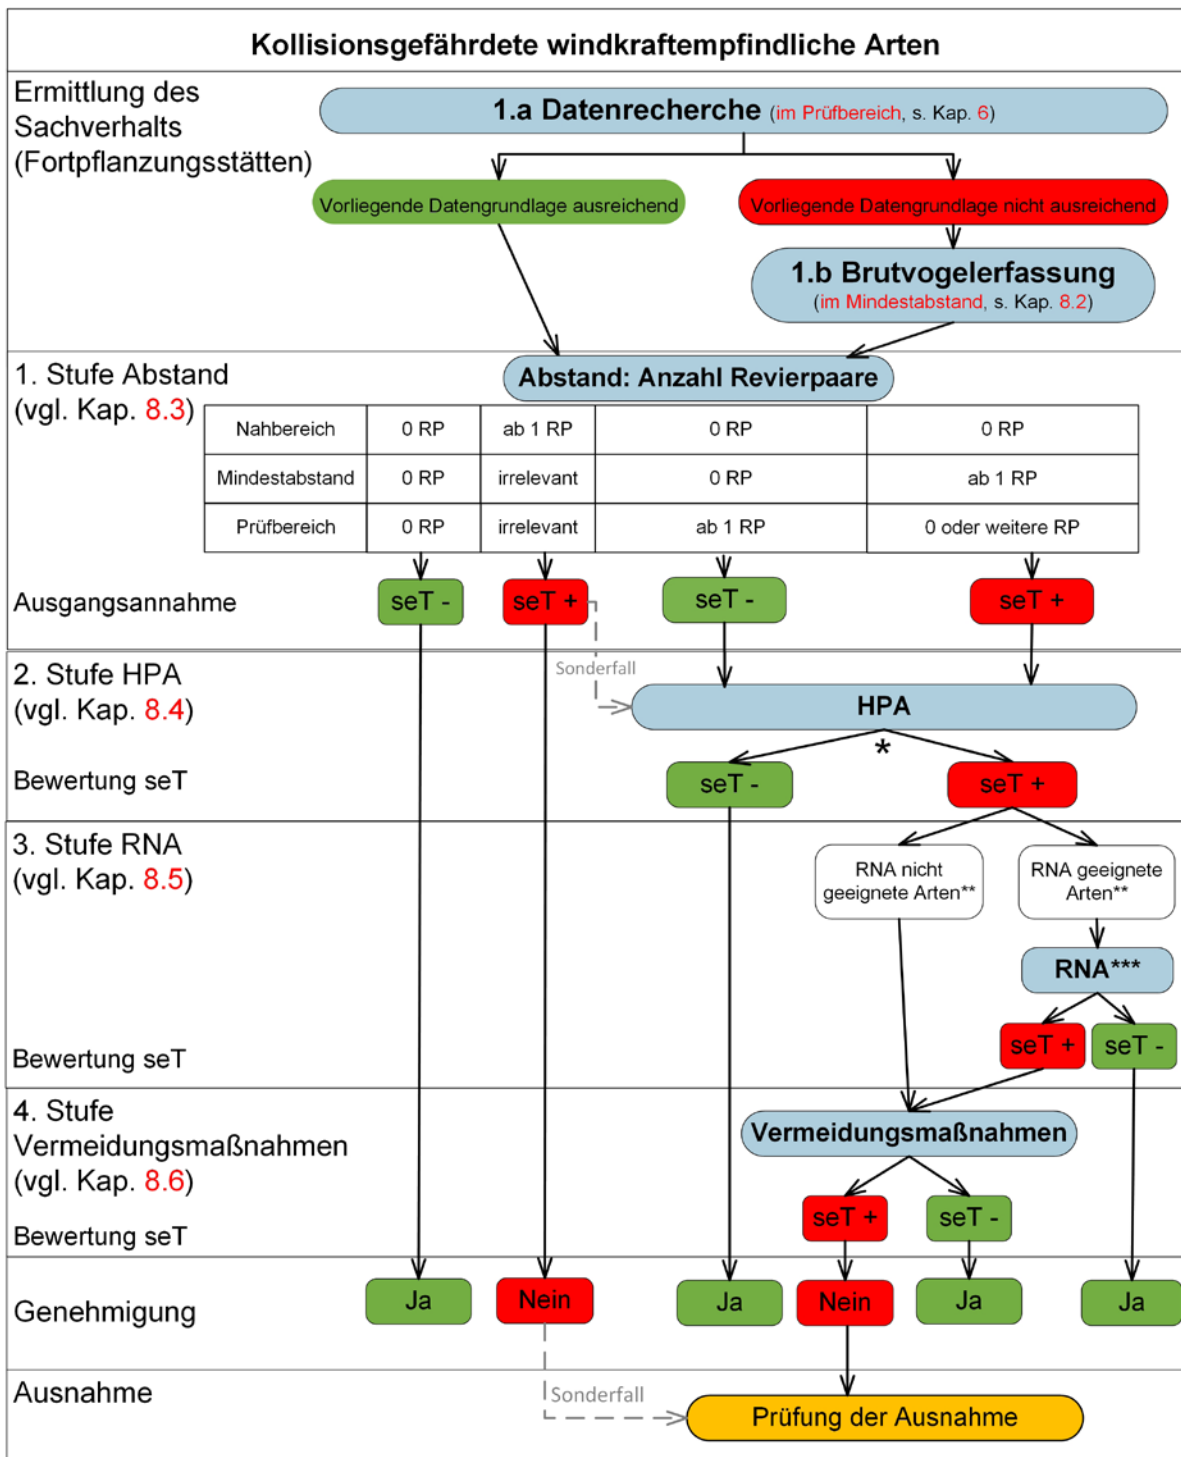 Kollisionsgefährdete windkraftempfindliche Arten
Ermittlung des
Sachverhalts
(Fortpflanzungsstätten)
1.a Datenrecherche (im Prüfbereich, s. Kap. 6)
Vorliegende Datengrundlage ausreichend
Vorliegende Datengrundlage nicht ausreichend
1.b Brutvogelerfassung
(im Mindestabstand, s. Kap. 8.2)
1. Stufe Abstand
(vgl. Kap. 8.3)
Abstand: Anzahl Revierpaare
Nahbereich 0 RP ab 1 RP 0 RP 0 RP
Mindestabstand 0 RP irrelevant 0 RP ab 1 RP
Prüfbereich 0 RP irrelevant ab 1 RP 0 oder weitere RP
Ausgangsannahme seT - seT + seT - seT +
2. Stufe HPA
(vgl. Kap. 8.4)
Sonderfall
HPA
*
Bewertung seT seT - seT +
3. Stufe RNA
(vgl. Kap. 8.5)
RNA nicht
geeignete Arten**
RNA geeignete
Arten**
RNA***
Bewertung seT seT + seT -
4. Stufe
Vermeidungsmaßnahmen
(vgl. Kap. 8.6)
Vermeidungsmaßnahmen
Bewertung seT seT + seT -
Genehmigung Ja Nein Ja Nein Ja Ja
Ausnahme
Sonderfall
Prüfung der Ausnahme